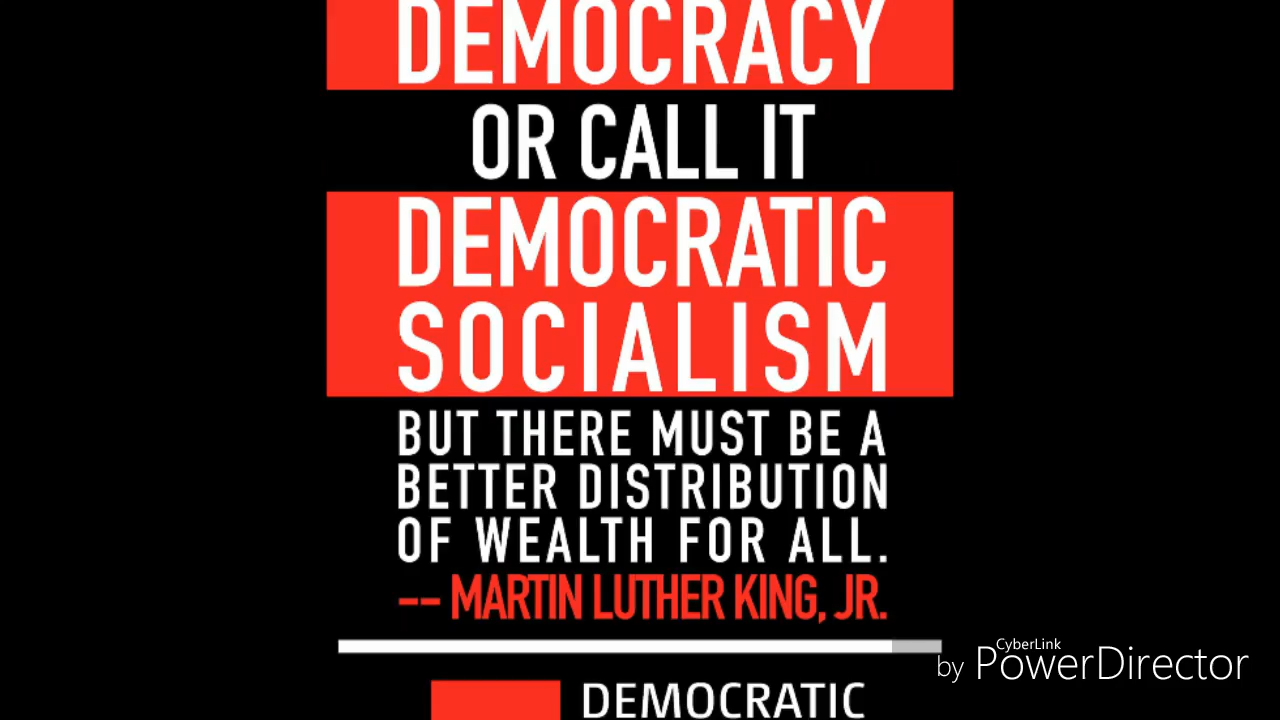 DEMOCRACY
OR CALL IT
DEMOCRATIC
SOCIALISM
BUT THERE MUST BE A
BETTER DISTRIBUTION
OF WEALTH FOR ALL.
-- MARTIN LUTHER KING, JR.
CyberLink
by PowerDirector
DEMOCRATIC